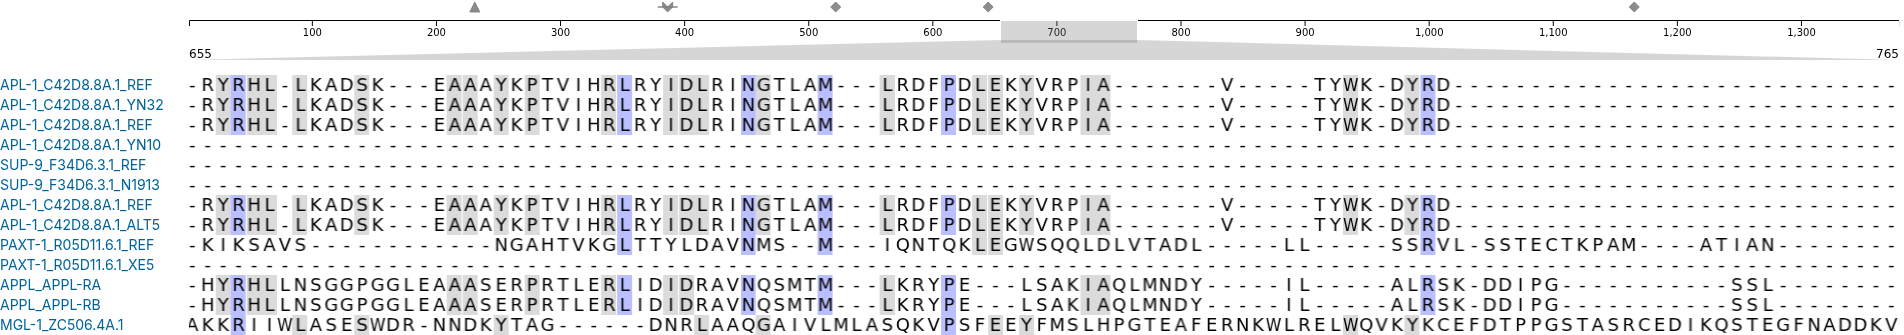 100 200 300 400 500 600 700 800 900 1,000 1,100 1,200 1,300
655 765
APL-1_C42D8.8A.1_REF -RYRHL-LKADSK---EAAAYKPTVIHRLRYIDLRINGTLAM---LRDFPDLEKYVRPIA-------V-----TYWK-DYRD-----------------------------
APL-1_C42D8.8A.1_YN32 -RYRHL-LKADSK---EAAAYKPTVIHRLRYIDLRINGTLAM---LRDFPDLEKYVRPIA-------V-----TYWK-DYRD-----------------------------
APL-1_C42D8.8A.1_REF -RYRHL-LKADSK---EAAAYKPTVIHRLRYIDLRINGTLAM---LRDFPDLEKYVRPIA-------V-----TYWK-DYRD-----------------------------
APL-1_C42D8.8A.1_YN10 ---------------------------------------------------------------------------------------------------------------
SUP-9_F34D6.3.1_REF ---------------------------------------------------------------------------------------------------------------
SUP-9_F34D6.3.1_N1913 ---------------------------------------------------------------------------------------------------------------
APL-1_C42D8.8A.1_REF -RYRHL-LKADSK---EAAAYKPTVIHRLRYIDLRINGTLAM---LRDFPDLEKYVRPIA-------V-----TYWK-DYRD-----------------------------
APL-1_C42D8.8A.1_ALT5 -RYRHL-LKADSK---EAAAYKPTVIHRLRYIDLRINGTLAM---LRDFPDLEKYVRPIA-------V-----TYWK-DYRD-----------------------------
PAXT-1_R05D11.6.1_REF -KIKSAVS------------NGAHTVKGLTTYLDAVNMS--M---IQNTQKLEGWSQQLDLVTADL-----LL-----SSRVL-SSTECTKPAM----ATIAN--------
PAXT-1_R05D11.6.1_XE5 ---------------------------------------------------------------------------------------------------------------
APPL_APPL-RA -HYRHLLNSGGPGGLEAAASERPRTLERLIDIDRAVNQSMTM---LKRYPE---LSAKIAQLMNDY-----IL-----ALRSK-DDIPG-----------SSL--------
APPL_APPL-RB -HYRHLLNSGGPGGLEAAASERPRTLERLIDIDRAVNQSMTM---LKRYPE---LSAKIAQLMNDY-----IL-----ALRSK-DDIPG-----------SSL--------
MGL-1_ZC506.4A.1 AKKRIIWLASESWDR-NNDKYTAG------DNRLAAQGAIVLMLASQKVPSFEEYFMSLHPGTEAFERNKWLRELWQVKYKCEFDTPPGSTASRCEDIKQSTEGFNADDKV